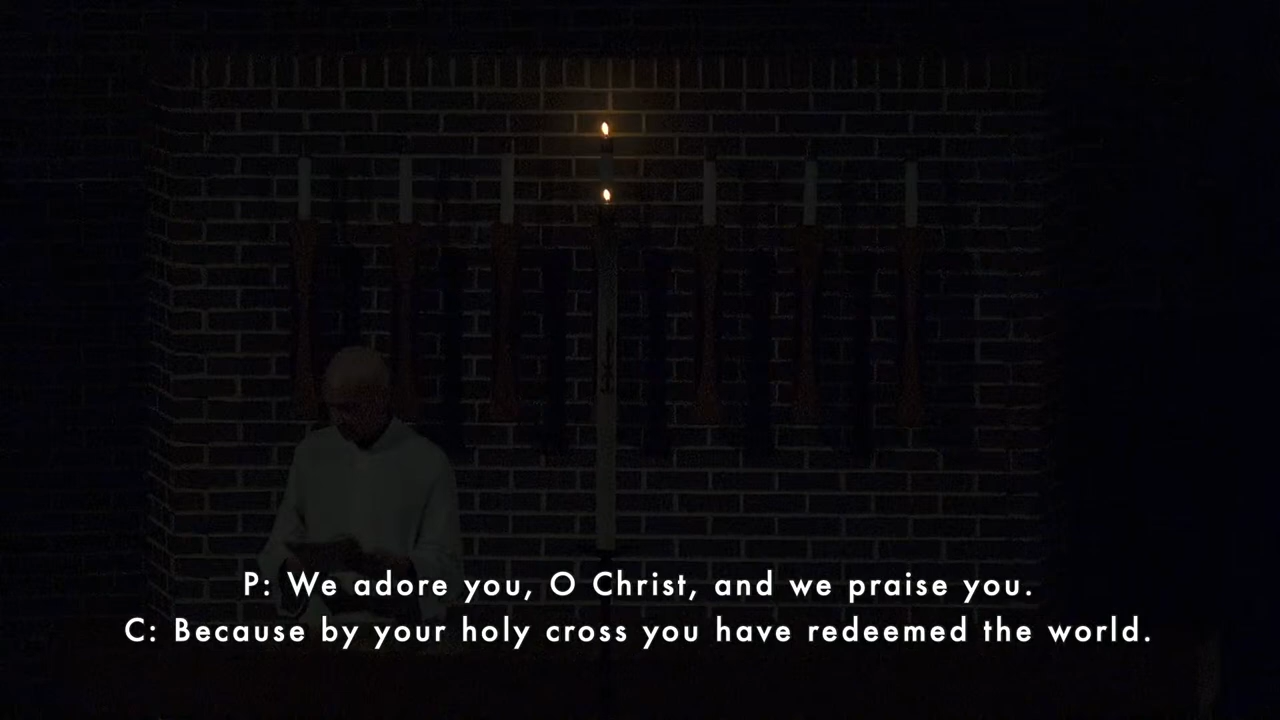 P: We adore you, O Christ, and we praise you.
C: Because by your holy cross you have redeemed the world.